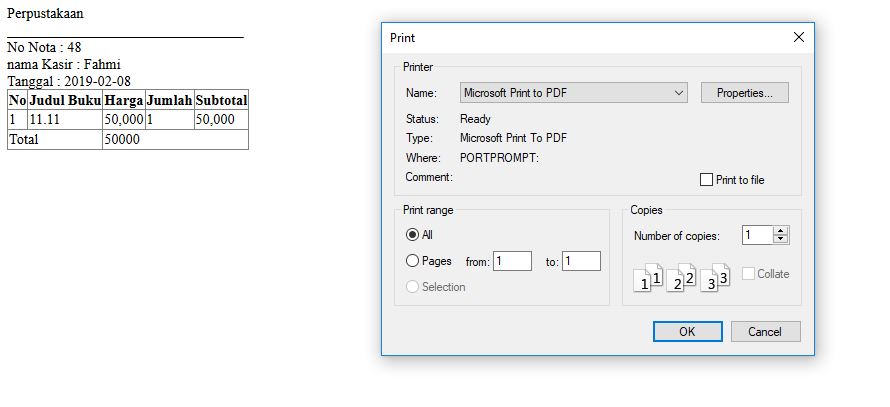 Perpustakaan
No Nota : 48
nama Kasir : Fahmi
Tanggal : 2019-02-08
No Judul Buku Harga Jumlah Subtotal
1 11.11 50,000 1 50,000
Total 50000
Print
Printer
Name: Microsoft Print to PDF Properties...
Status: Ready
Type: Microsoft Print To PDF
Where: PORTPROMPT:
Comment:
Print to file
Print range
All
Pages from: 1 to: 1
Selection
Copies
Number of copies: 1
1 1 2 2 3 3 Collate
OK Cancel